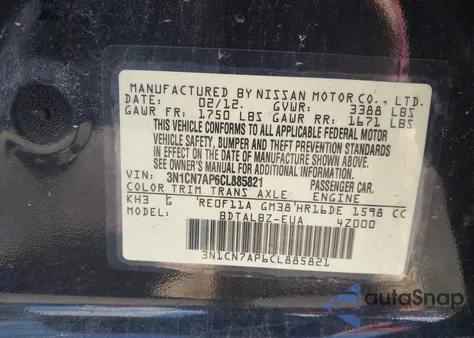 MANUFACTURED BY NISSAN MOTOR CO., LTD.
DATE: 02/12. GVWR: 3388 LBS
GAWR FR: 1750 LBS GAWR RR: 1671 LBS
THIS VEHICLE CONFORMS TO ALL APPLICABLE FEDERAL MOTOR
VEHICLE SAFETY, BUMPER AND THEFT PREVENTION STANDARDS
IN EFFECT ON THE DATE OF MANUFACTURE SHOWN ABOVE.
SEE OWNER'S MANUAL FOR ADDITIONAL INFORMATION
VIN: 3N1CN7AP6CL885821 PASSENGER CAR.
COLOR TRIM TRANS AXLE ENGINE
KH3 G RE0F11A GM38 HR16DE 1598 CC
MODEL: BDTALBZ-EUA 4Z000
3N1CN7AP6CL885821
autoSnap